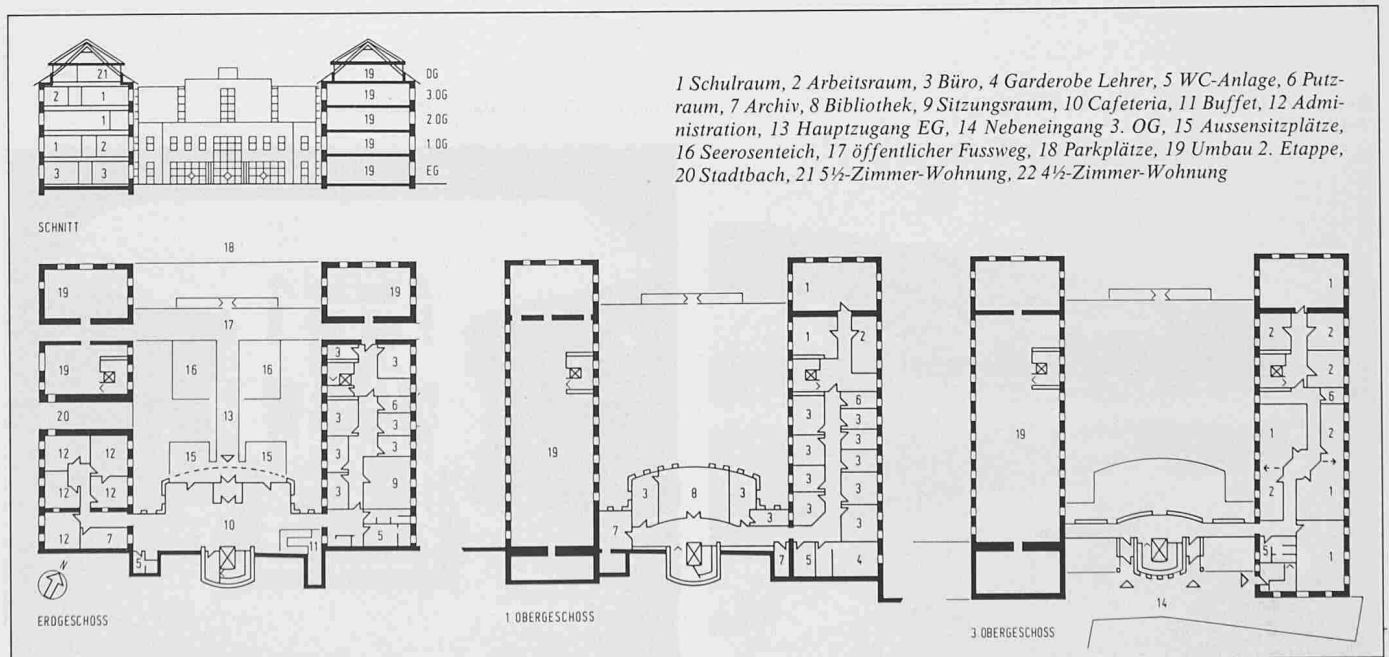 1 Schulraum, 2 Arbeitsraum, 3 Büro, 4 Garderobe Lehrer, 5 WC-Anlage, 6 Putz-
raum, 7 Archiv, 8 Bibliothek, 9 Sitzungsraum, 10 Cafeteria, 11 Buffet, 12 Admi-
nistration, 13 Hauptzugang EG, 14 Nebeneingang 3. OG, 15 Aussensitzplätze,
16 Seerosenteich, 17 öffentlicher Fussweg, 18 Parkplätze, 19 Umbau 2. Etappe,
20 Stadtbach, 21 5½-Zimmer-Wohnung, 22 4½-Zimmer-Wohnung
21 19 DG
2 1 19 3.OG
1 19 2.OG
1 2 19 1.OG
3 3 19 EG
SCHNITT
18
19 19
17
3 3
19 16 16
6
20 13 3 3
3
12 12 3
15 15 9
12 12 3
10
12 7 11 5
5
N
ERDGESCHOSS
1
1 2
6
3 3
3
3 3
19 3
3 8 3 3
3 3
7
7 5 4
1. OBERGESCHOSS
1
2 2
2
6
1 2
19
2 1
5 1
14
3. OBERGESCHOSS